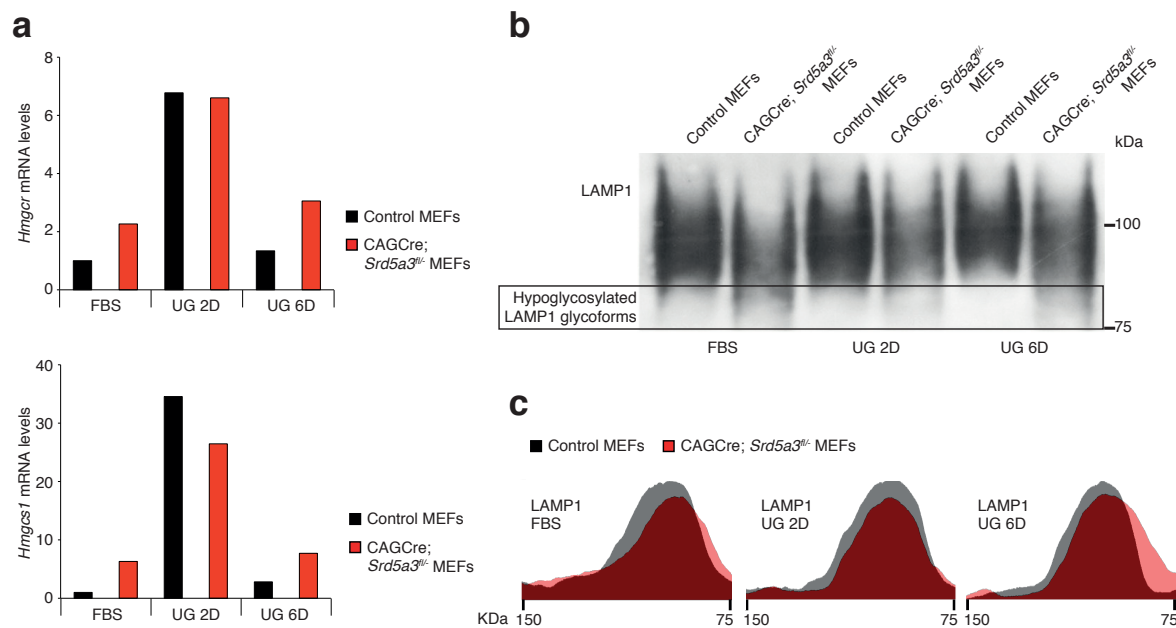 a
8
6
4
2
0
Hmgcr mRNA levels
FBS
UG 2D
UG 6D
Control MEFs
CAGCre;
Srd5a3fl/- MEFs
40
30
20
10
0
Hmgcs1 mRNA levels
FBS
UG 2D
UG 6D
Control MEFs
CAGCre;
Srd5a3fl/- MEFs
b
Control MEFs
CAGCre; Srd5a3fl/-
MEFs
Control MEFs
CAGCre; Srd5a3fl/-
MEFs
Control MEFs
CAGCre; Srd5a3fl/-
MEFs
kDa
LAMP1
100
Hypoglycosylated
LAMP1 glycoforms
75
FBS
UG 2D
UG 6D
c
Control MEFs
CAGCre; Srd5a3fl/- MEFs
LAMP1
FBS
LAMP1
UG 2D
LAMP1
UG 6D
KDa
150
75
150
75
150
75